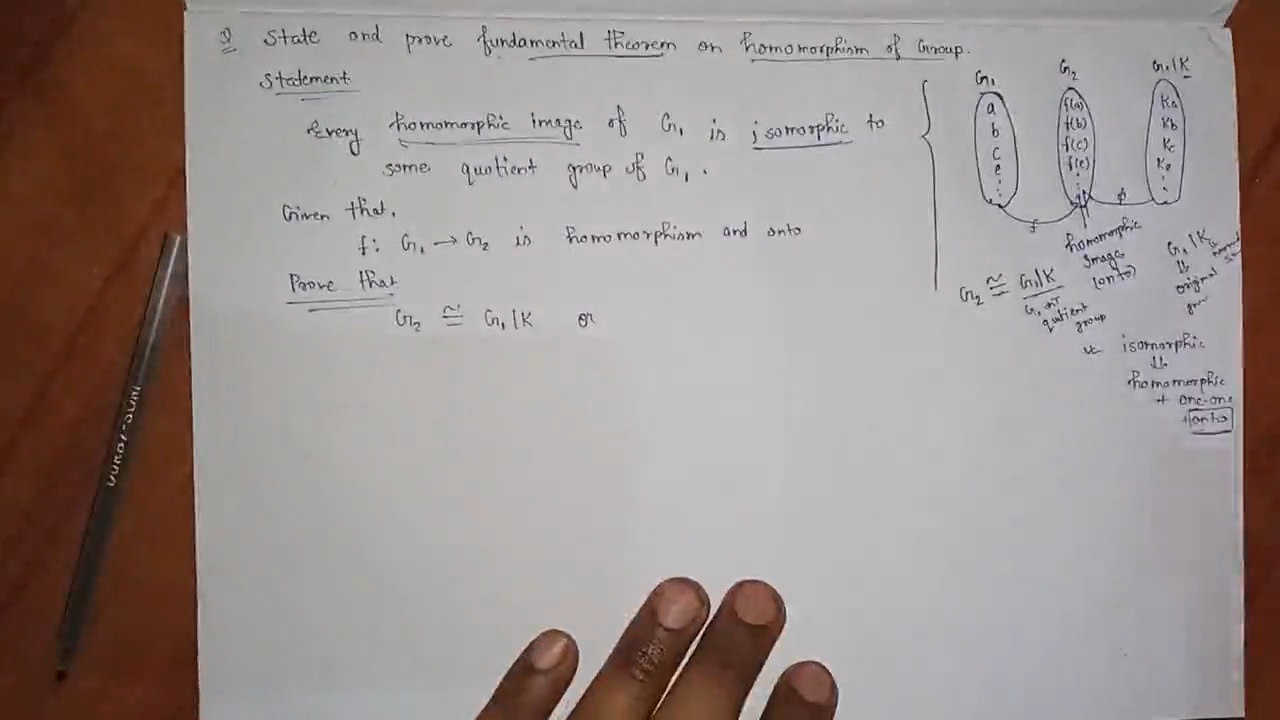 Q State and prove fundamental theorem on homomorphism of Group.
Statement
Every homomorphic image of G₁ is isomorphic to
some quotient group of G₁.
Given that,
f: G₁ → G₂ is homomorphism and onto
Prove that
G₂ ≅ G₁/K or
G₁ G₂ G₁/K
a f(a) Ka
b f(b) Kb
c f(c) Kc
e f(e) Ke
f φ
homomorphic
image
(onto)
G₂ ≅ G₁/K
G₁
qutient
group
G₁/K
⇓
original
isomorphic
⇓
homomorphic
+ one-one
+ onto